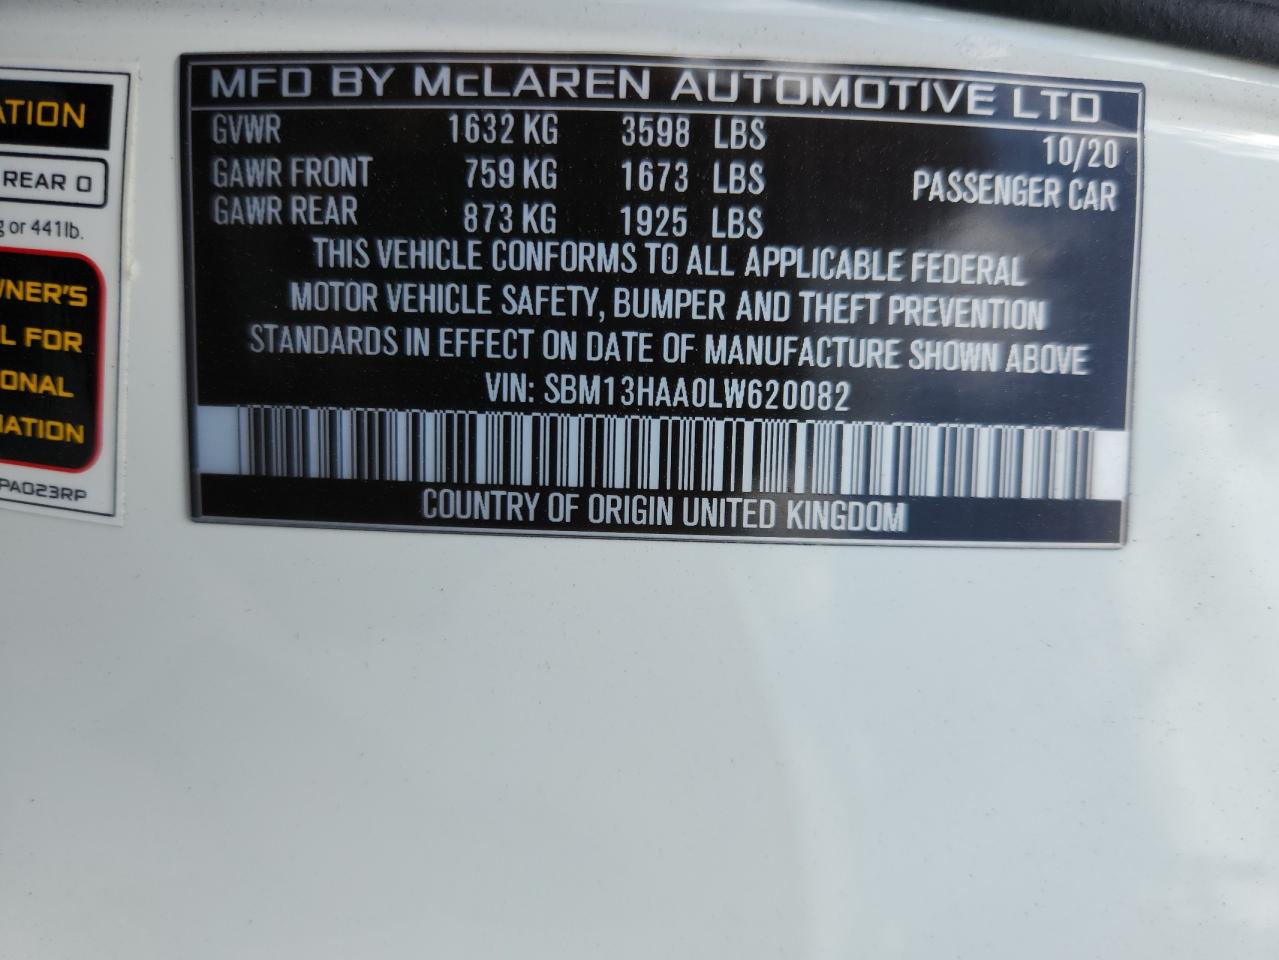 ATION
REAR 0
g or 441lb.
WNER'S
L FOR
ONAL
MATION
PA023RP
MFD BY McLAREN AUTOMOTIVE LTD
GVWR 1632 KG 3598 LBS 10/20
GAWR FRONT 759 KG 1673 LBS PASSENGER CAR
GAWR REAR 873 KG 1925 LBS
THIS VEHICLE CONFORMS TO ALL APPLICABLE FEDERAL
MOTOR VEHICLE SAFETY, BUMPER AND THEFT PREVENTION
STANDARDS IN EFFECT ON DATE OF MANUFACTURE SHOWN ABOVE
VIN: SBM13HAA0LW620082
COUNTRY OF ORIGIN UNITED KINGDOM